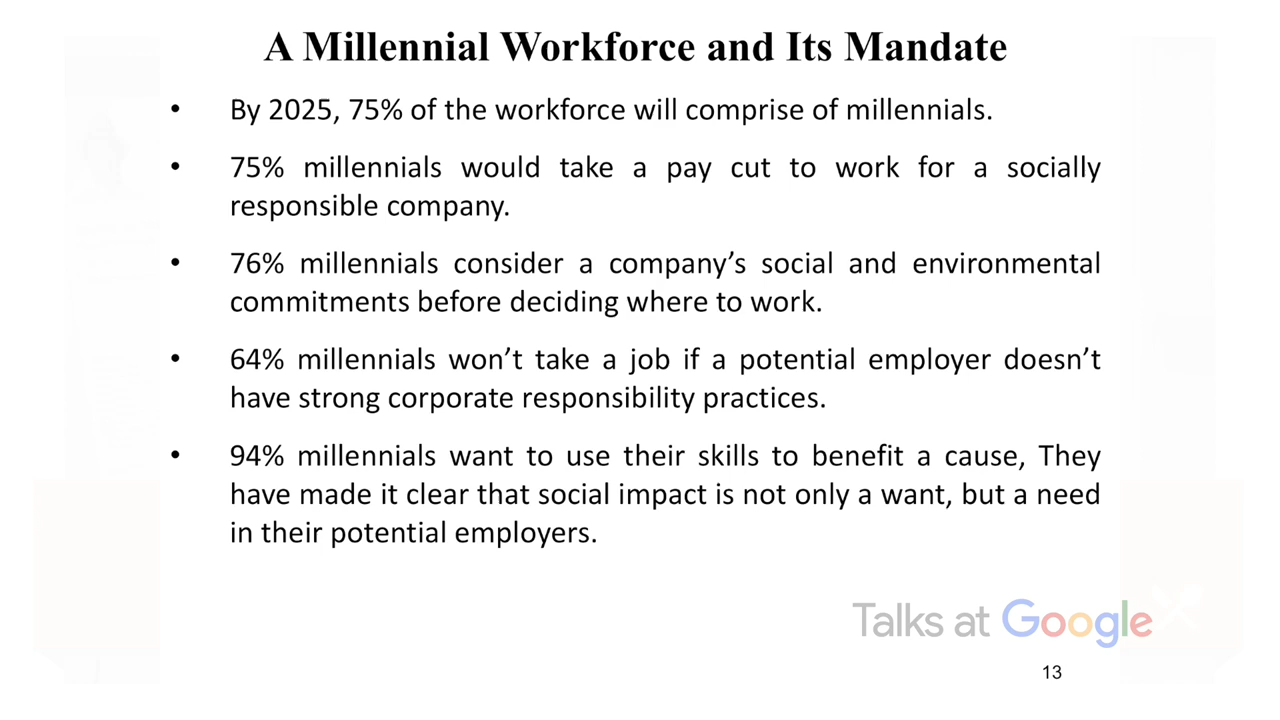 A Millennial Workforce and Its Mandate
• By 2025, 75% of the workforce will comprise of millennials.
• 75% millennials would take a pay cut to work for a socially
responsible company.
• 76% millennials consider a company’s social and environmental
commitments before deciding where to work.
• 64% millennials won’t take a job if a potential employer doesn’t
have strong corporate responsibility practices.
• 94% millennials want to use their skills to benefit a cause, They
have made it clear that social impact is not only a want, but a need
in their potential employers.
Talks at Google
13